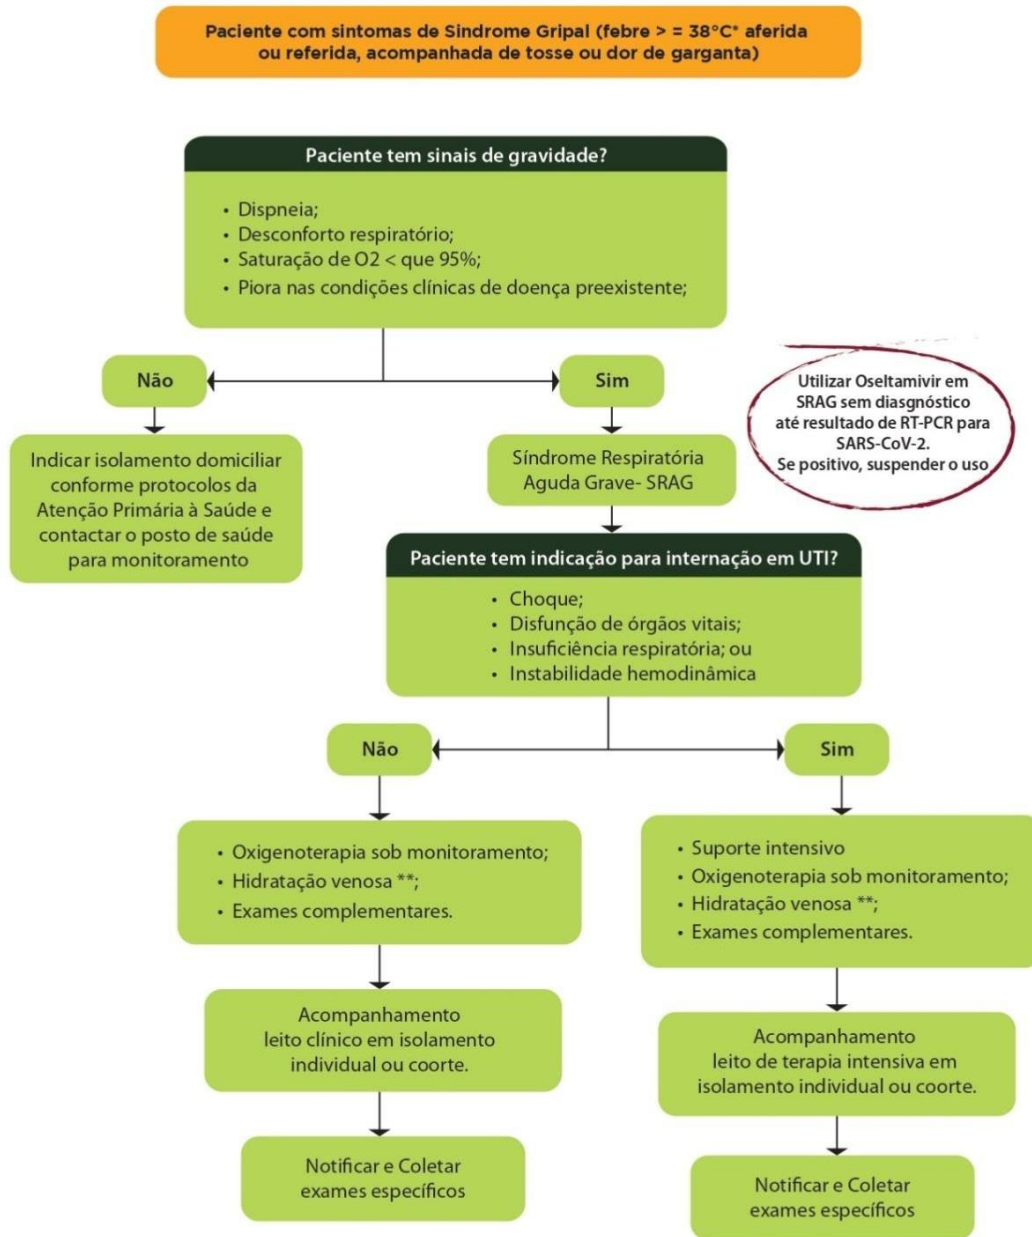 Paciente com sintomas de Sindrome Gripal (febre > = 38°C* aferida
ou referida, acompanhada de tosse ou dor de garganta)
Paciente tem sinais de gravidade?
• Dispneia;
• Desconforto respiratório;
• Saturação de O2 < que 95%;
• Piora nas condições clínicas de doença preexistente;
Não
Sim
Utilizar Oseltamivir em
SRAG sem diasgnóstico
até resultado de RT-PCR para
SARS-CoV-2.
Se positivo, suspender o uso
Indicar isolamento domiciliar
conforme protocolos da
Atenção Primária à Saúde e
contactar o posto de saúde
para monitoramento
Síndrome Respiratória
Aguda Grave- SRAG
Paciente tem indicação para internação em UTI?
• Choque;
• Disfunção de órgãos vitais;
• Insuficiência respiratória; ou
• Instabilidade hemodinâmica
Não
Sim
• Oxigenoterapia sob monitoramento;
• Hidratação venosa **;
• Exames complementares.
• Suporte intensivo
• Oxigenoterapia sob monitoramento;
• Hidratação venosa **;
• Exames complementares.
Acompanhamento
leito clínico em isolamento
individual ou coorte.
Acompanhamento
leito de terapia intensiva em
isolamento individual ou coorte.
Notificar e Coletar
exames específicos
Notificar e Coletar
exames específicos